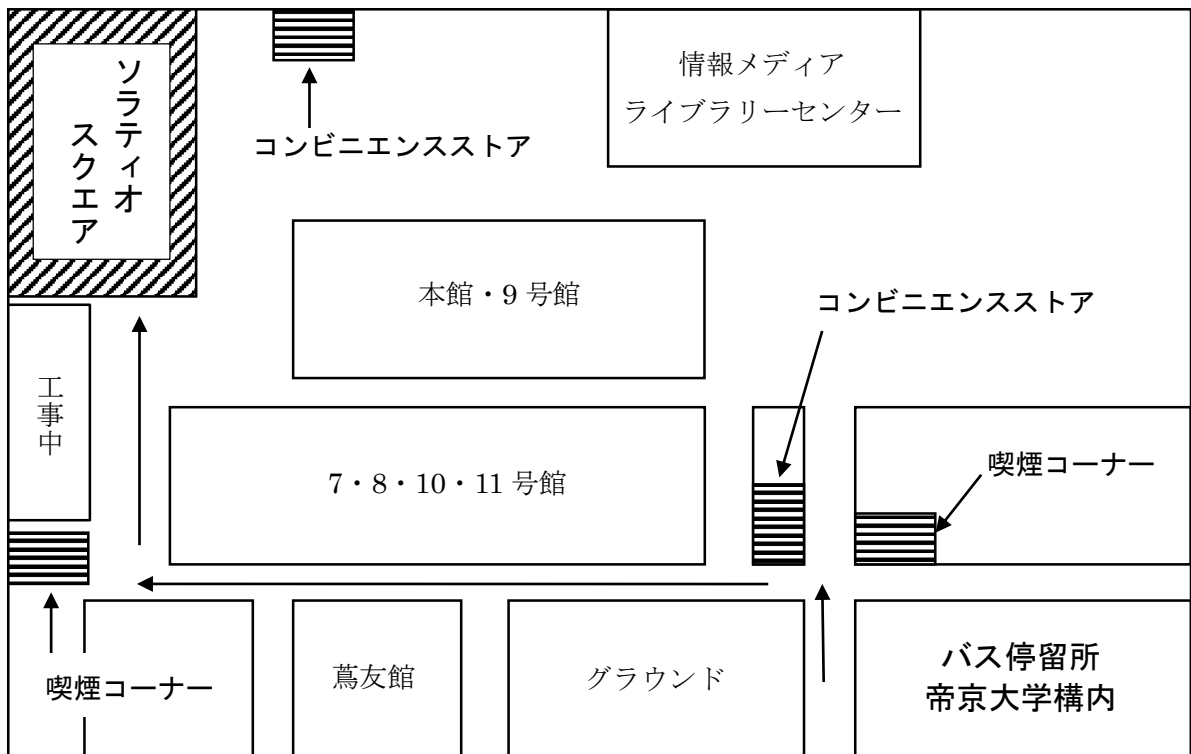 ソラティオ
スクエア
コンビニエンスストア
情報メディア
ライブラリーセンター
本館・9 号館
コンビニエンスストア
工事中
7・8・10・11 号館
喫煙コーナー
喫煙コーナー
蔦友館
グラウンド
バス停留所
帝京大学構内